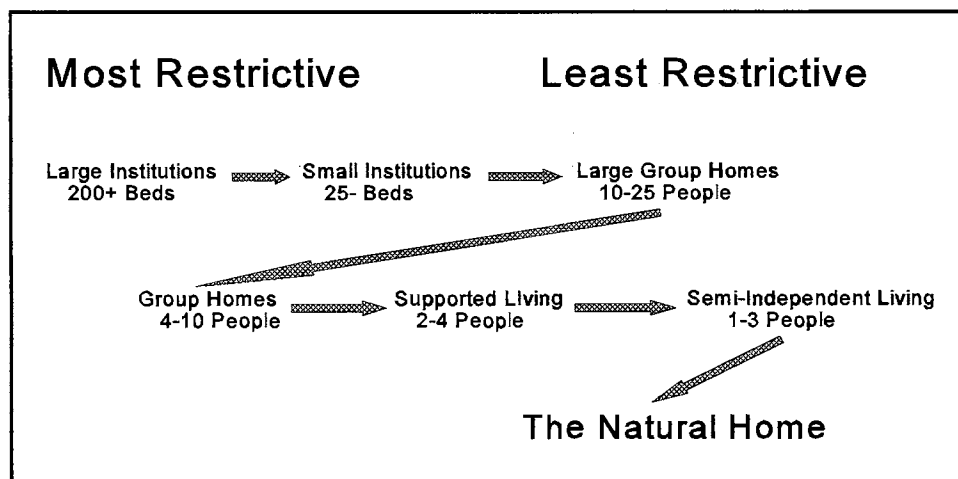 Most Restrictive Least Restrictive
Large Institutions Small Institutions Large Group Homes
200+ Beds 25- Beds 10-25 People
Group Homes Supported Living Semi-Independent Living
4-10 People 2-4 People 1-3 People
The Natural Home